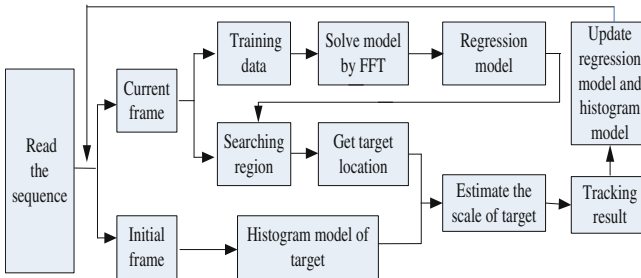 Read
the
sequence
Current
frame
Initial
frame
Training
data
Solve model
by FFT
Regression
model
Searching
region
Get target
location
Histogram model of
target
Estimate the
scale of target
Tracking
result
Update
regression
model and
histogram
model